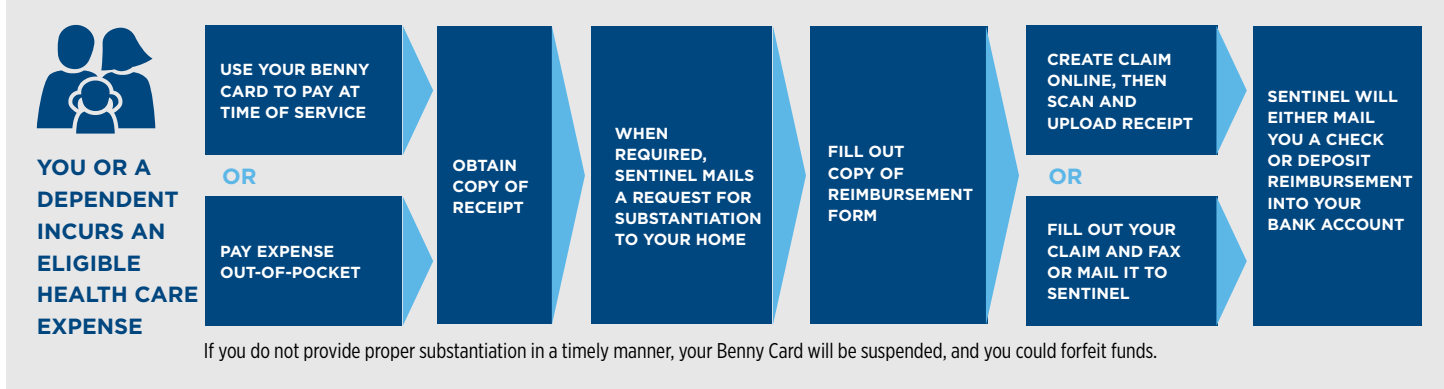 YOU OR A
DEPENDENT
INCURS AN
ELIGIBLE
HEALTH CARE
EXPENSE
USE YOUR BENNY
CARD TO PAY AT
TIME OF SERVICE
OR
PAY EXPENSE
OUT-OF-POCKET
OBTAIN
COPY OF
RECEIPT
WHEN
REQUIRED,
SENTINEL MAILS
A REQUEST FOR
SUBSTANTIATION
TO YOUR HOME
FILL OUT
COPY OF
REIMBURSEMENT
FORM
CREATE CLAIM
ONLINE, THEN
SCAN AND
UPLOAD RECEIPT
OR
FILL OUT YOUR
CLAIM AND FAX
OR MAIL IT TO
SENTINEL
SENTINEL WILL
EITHER MAIL
YOU A CHECK
OR DEPOSIT
REIMBURSEMENT
INTO YOUR
BANK ACCOUNT
If you do not provide proper substantiation in a timely manner, your Benny Card will be suspended, and you could forfeit funds.